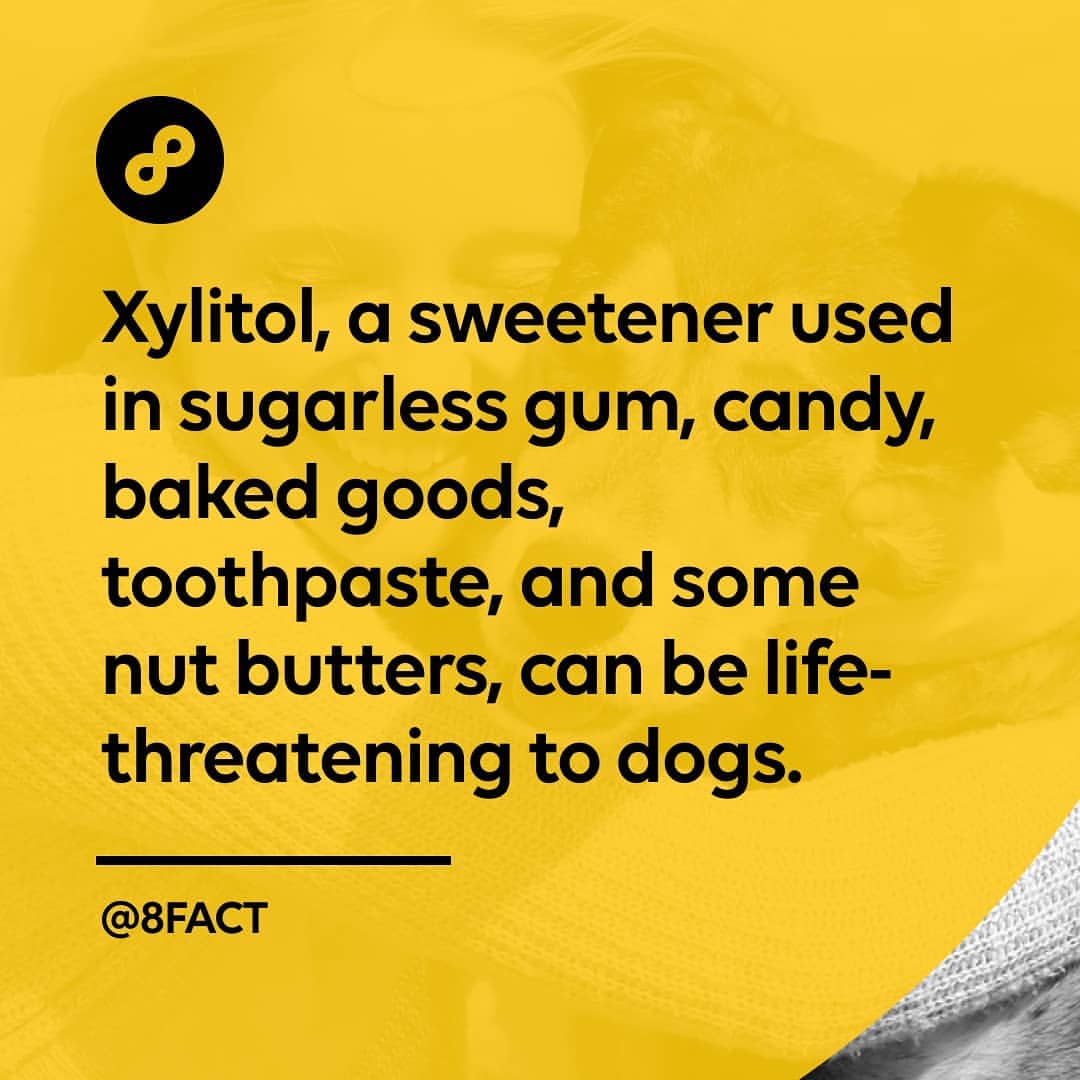 Xylitol, a sweetener used
in sugarless gum, candy,
baked goods,
toothpaste, and some
nut butters, can be life-
threatening to dogs.
@8FACT